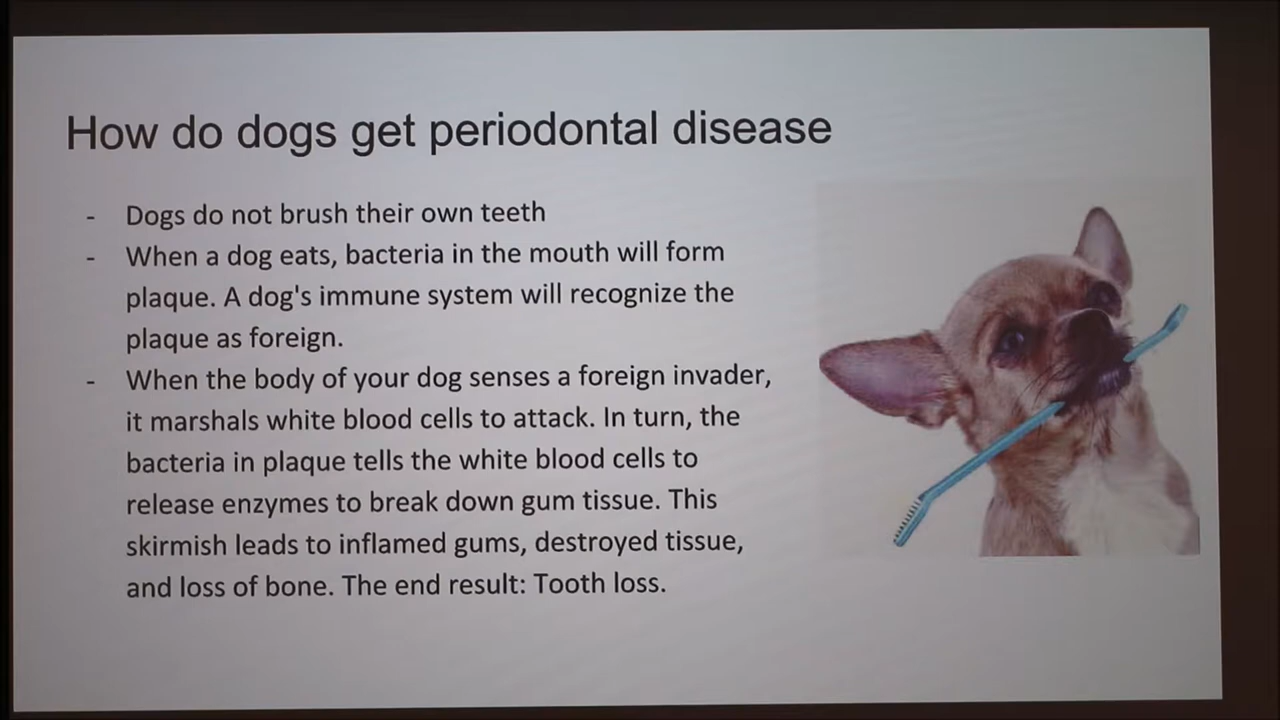 How do dogs get periodontal disease
- Dogs do not brush their own teeth
- When a dog eats, bacteria in the mouth will form
plaque. A dog's immune system will recognize the
plaque as foreign.
- When the body of your dog senses a foreign invader,
it marshals white blood cells to attack. In turn, the
bacteria in plaque tells the white blood cells to
release enzymes to break down gum tissue. This
skirmish leads to inflamed gums, destroyed tissue,
and loss of bone. The end result: Tooth loss.